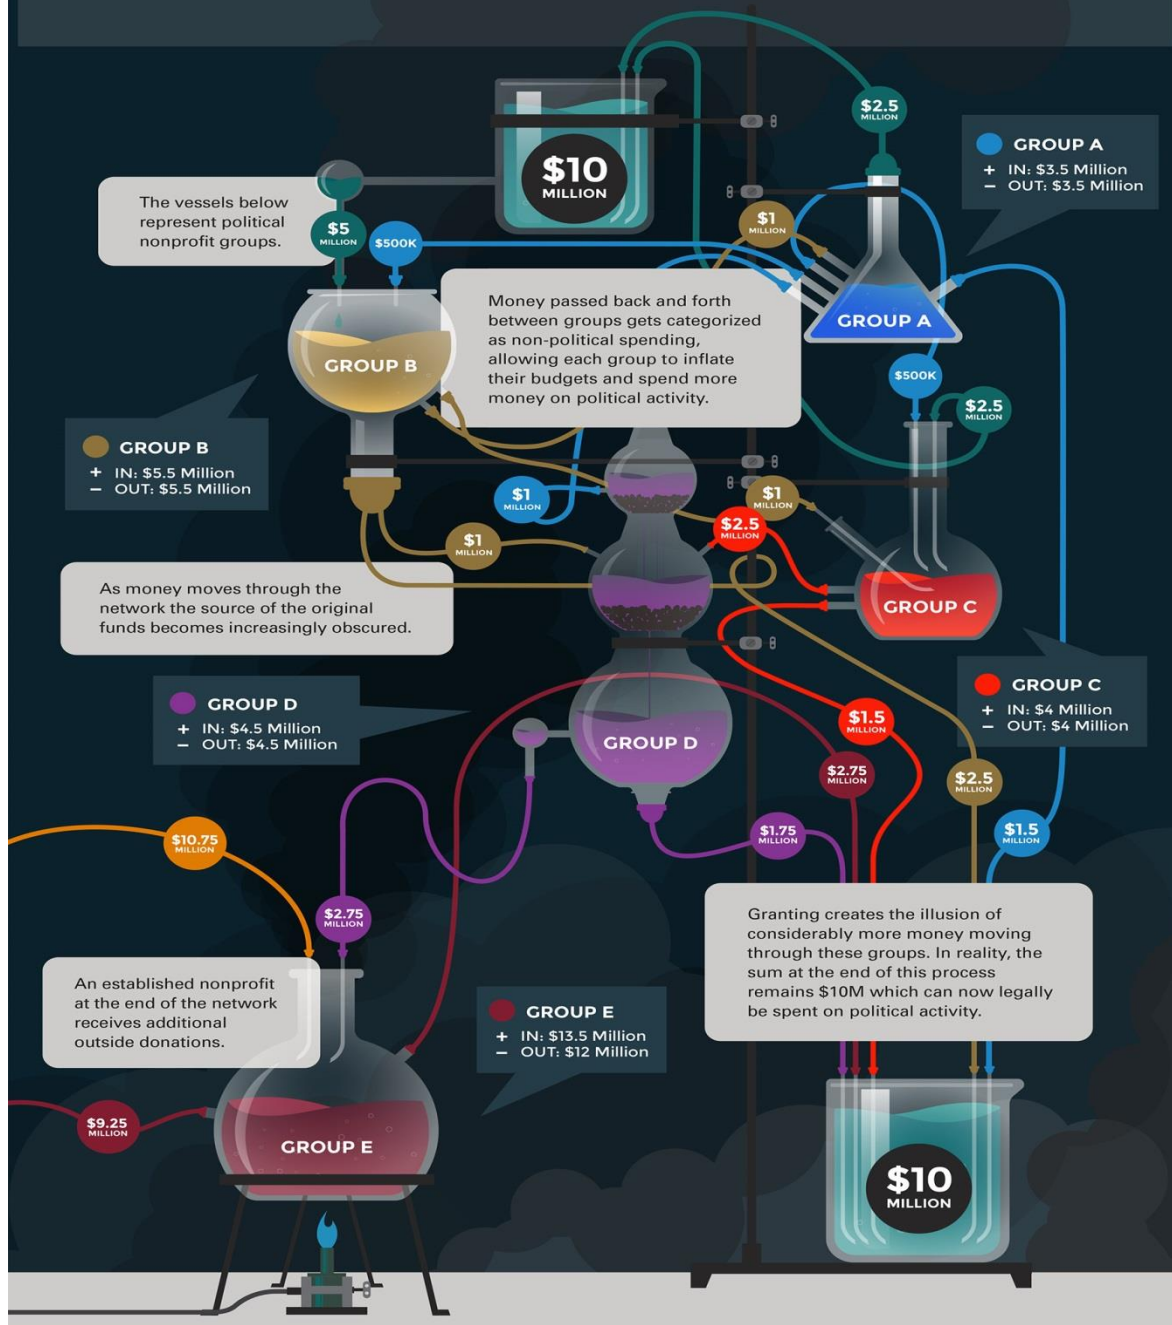 $2.5
MILLION
$10
MILLION
GROUP A
+ IN: $3.5 Million
− OUT: $3.5 Million
The vessels below
represent political
nonprofit groups.
$5
MILLION
$500K
$1
MILLION
Money passed back and forth
between groups gets categorized
as non-political spending,
allowing each group to inflate
their budgets and spend more
money on political activity.
GROUP A
GROUP B
$500K
$2.5
MILLION
GROUP B
+ IN: $5.5 Million
− OUT: $5.5 Million
$1
MILLION
$1
MILLION
$2.5
MILLION
$1
MILLION
As money moves through the
network the source of the original
funds becomes increasingly obscured.
GROUP C
GROUP D
+ IN: $4.5 Million
− OUT: $4.5 Million
GROUP C
+ IN: $4 Million
− OUT: $4 Million
GROUP D
$1.5
MILLION
$2.75
MILLION
$2.5
MILLION
$10.75
MILLION
$1.75
MILLION
$1.5
MILLION
$2.75
MILLION
Granting creates the illusion of
considerably more money moving
through these groups. In reality, the
sum at the end of this process
remains $10M which can now legally
be spent on political activity.
An established nonprofit
at the end of the network
receives additional
outside donations.
GROUP E
+ IN: $13.5 Million
− OUT: $12 Million
$9.25
MILLION
GROUP E
$10
MILLION